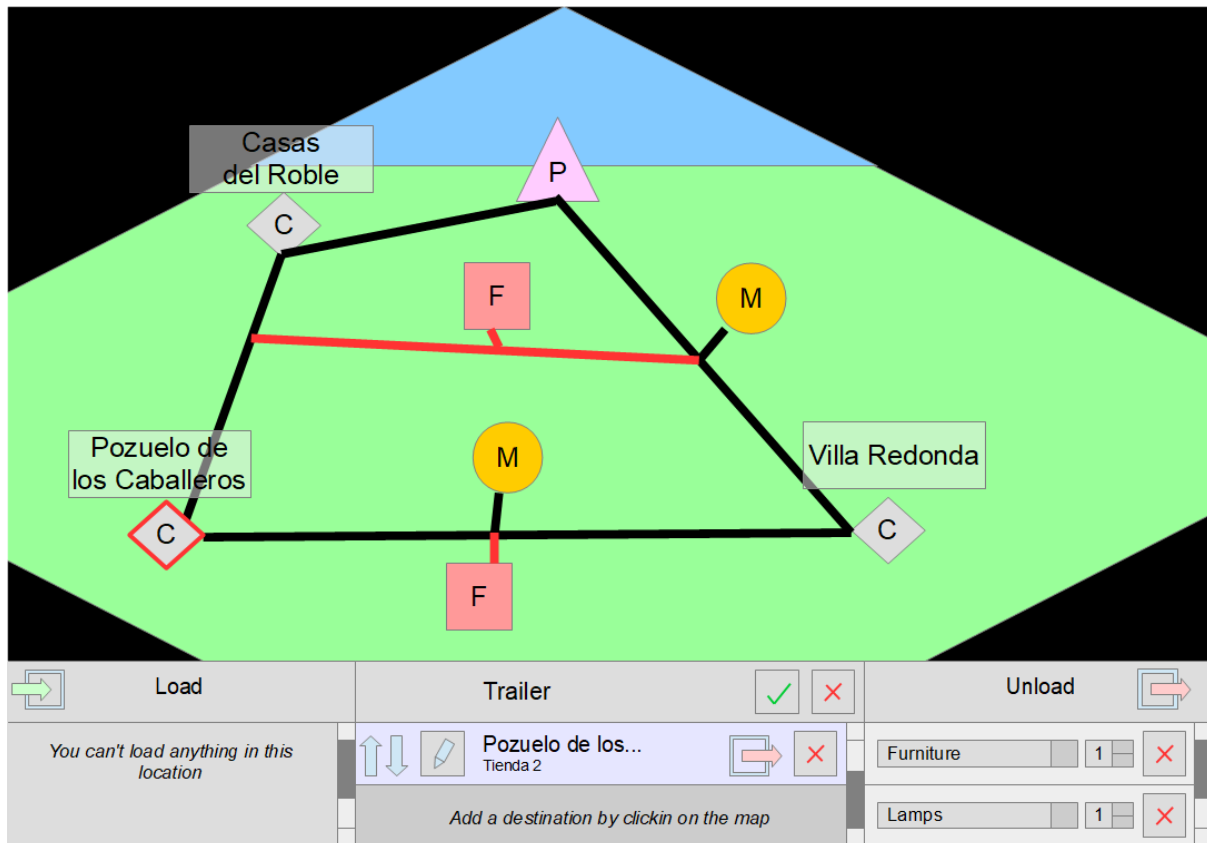 Casas
del Roble
P
C
F
M
Pozuelo de
los Caballeros
M
Villa Redonda
C
C
F
Load
Trailer
Unload
You can't load anything in this
location
Pozuelo de los...
Tienda 2
Furniture
1
Add a destination by clickin on the map
Lamps
1